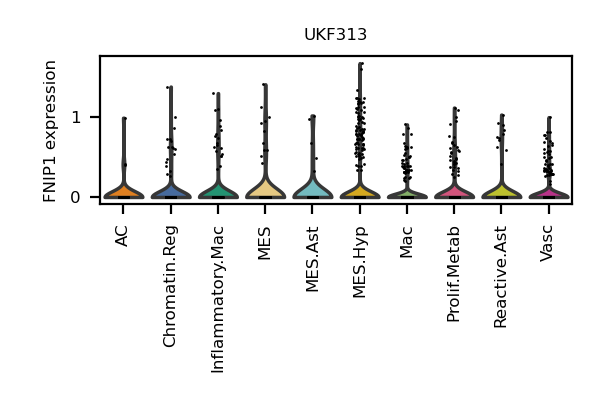 UKF313
FNIP1 expression
1
0
AC
Chromatin.Reg
Inflammatory.Mac
MES
MES.Ast
MES.Hyp
Mac
Prolif.Metab
Reactive.Ast
Vasc